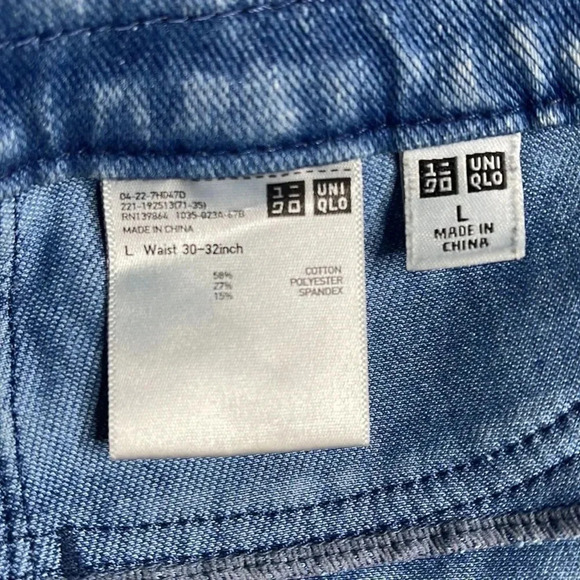 04-22-7H047D
221-192513(71-35)
RN139864 1035-023A-67B
MADE IN CHINA
L Waist 30-32inch
58% COTTON
27% POLYESTER
15% SPANDEX
ユニ UNI
クロ QLO
ユニ UNI
クロ QLO
L
MADE IN
CHINA